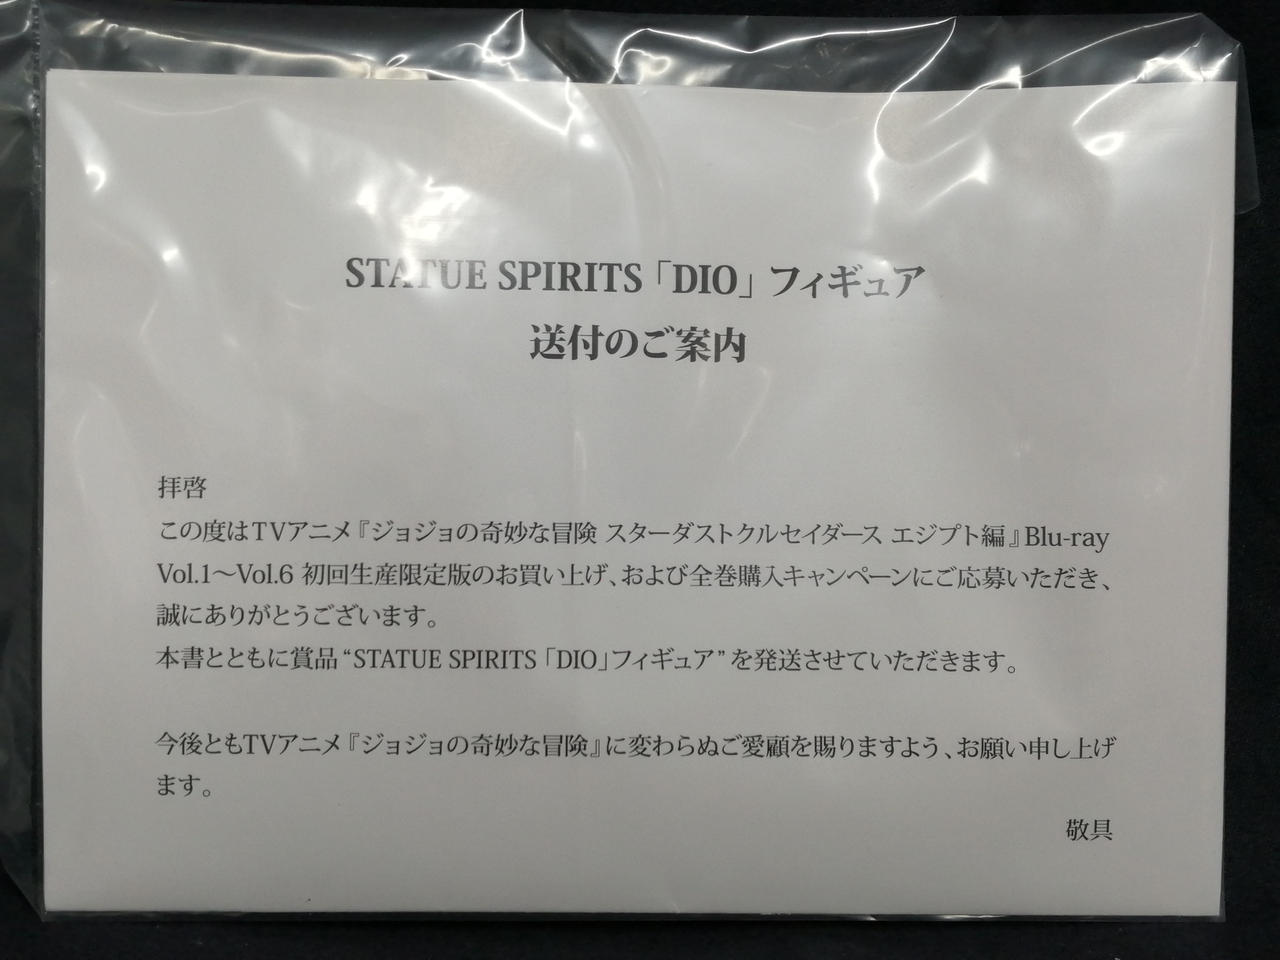 STATUE SPIRITS「DIO」フィギュア
送付のご案内
拝啓
この度はTVアニメ『ジョジョの奇妙な冒険 スターダストクルセイダース エジプト編』Blu-ray
Vol.1～Vol.6 初回生産限定版のお買い上げ、および全巻購入キャンペーンにご応募いただき、
誠にありがとうございます。
本書とともに賞品“STATUE SPIRITS「DIO」フィギュア”を発送させていただきます。
今後ともTVアニメ『ジョジョの奇妙な冒険』に変わらぬご愛顧を賜りますよう、お願い申し上げ
ます。
敬具